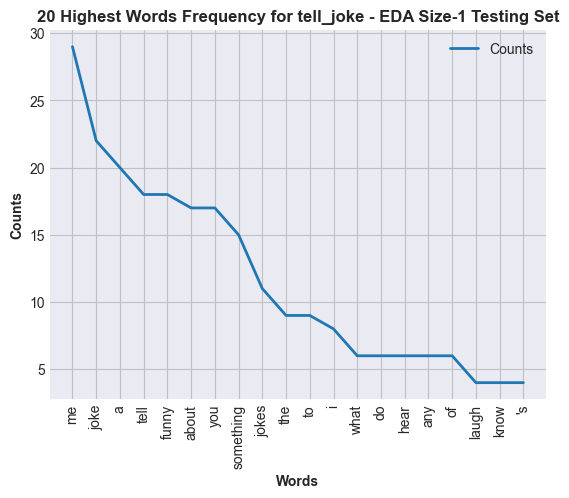 20 Highest Words Frequency for tell_joke - EDA Size-1 Testing Set
Counts
30
25
20
15
10
5
Counts
me
joke
a
tell
funny
about
you
something
jokes
the
to
i
what
do
hear
any
of
laugh
know
's
Words